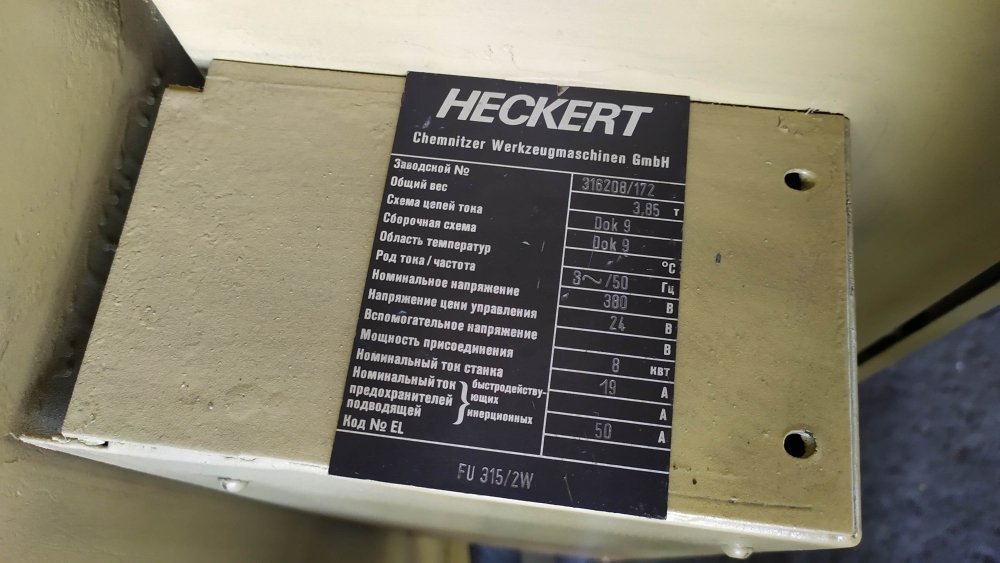 HECKERT
Chemnitzer Werkzeugmaschinen GmbH
Заводской № 316208/172
Общий вес 3.85 т
Схема цепей тока Dok 9
Сборочная схема Dok 9
Область температур °C
Род тока / частота 3~/50 Гц
Номинальное напряжение 380 В
Напряжение цепи управления 24 В
Вспомогательное напряжение В
Мощность присоединения 8 квт
Номинальный ток станка 19 А
Номинальный ток } быстродейству-
предохранителей ющих А
подводящей инерционных 50 А
Код № EL
FU 315/2W